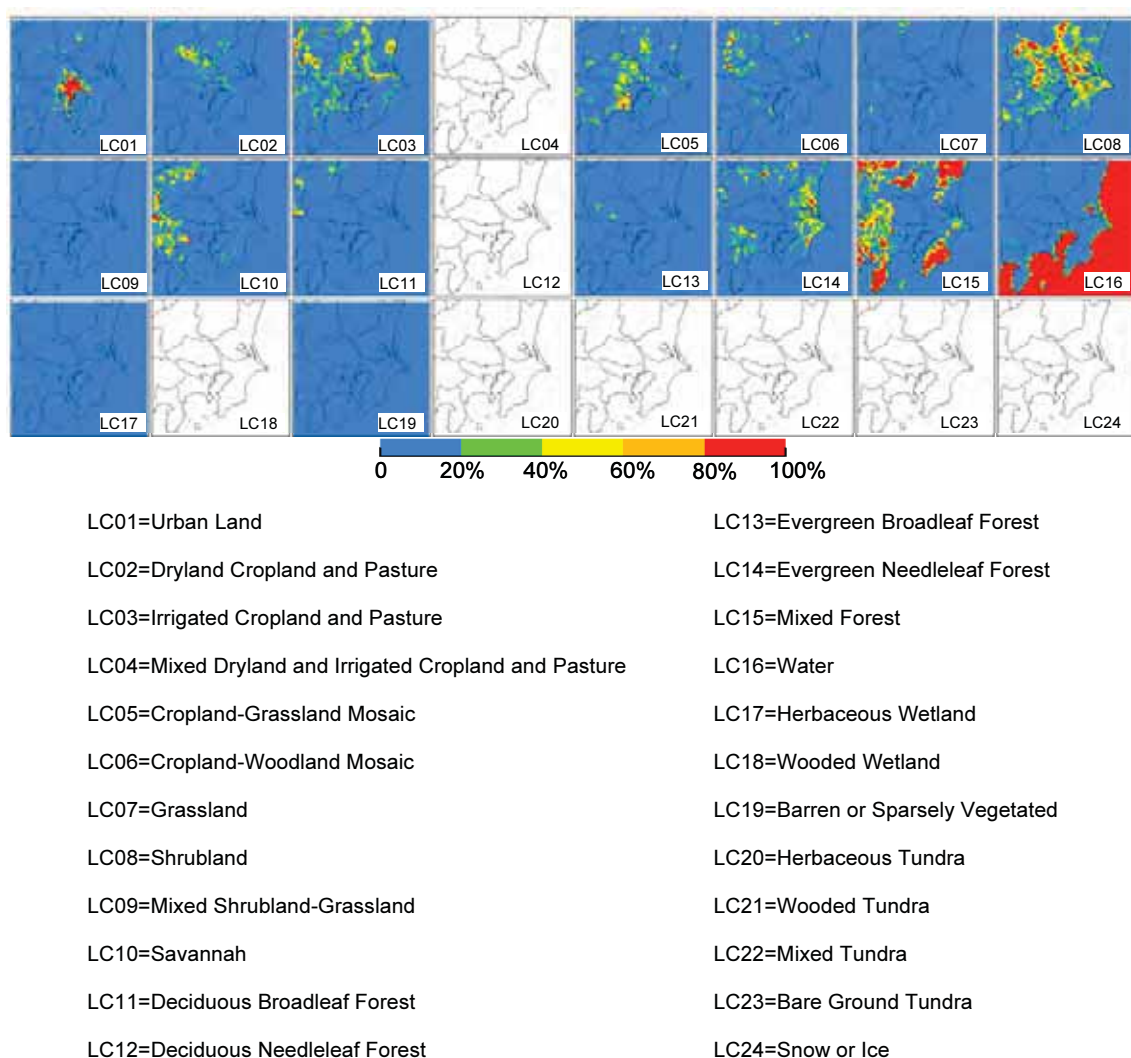 LC01 LC02 LC03 LC04 LC05 LC06 LC07 LC08
LC09 LC10 LC11 LC12 LC13 LC14 LC15 LC16
LC17 LC18 LC19 LC20 LC21 LC22 LC23 LC24
0 20% 40% 60% 80% 100%
LC01=Urban Land
LC02=Dryland Cropland and Pasture
LC03=Irrigated Cropland and Pasture
LC04=Mixed Dryland and Irrigated Cropland and Pasture
LC05=Cropland-Grassland Mosaic
LC06=Cropland-Woodland Mosaic
LC07=Grassland
LC08=Shrubland
LC09=Mixed Shrubland-Grassland
LC10=Savannah
LC11=Deciduous Broadleaf Forest
LC12=Deciduous Needleleaf Forest
LC13=Evergreen Broadleaf Forest
LC14=Evergreen Needleleaf Forest
LC15=Mixed Forest
LC16=Water
LC17=Herbaceous Wetland
LC18=Wooded Wetland
LC19=Barren or Sparsely Vegetated
LC20=Herbaceous Tundra
LC21=Wooded Tundra
LC22=Mixed Tundra
LC23=Bare Ground Tundra
LC24=Snow or Ice